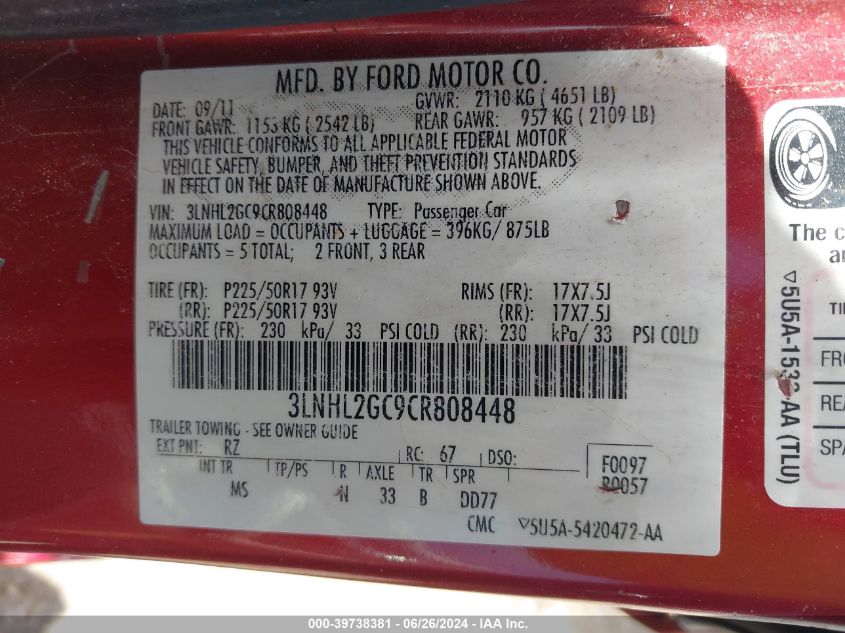 MFD. BY FORD MOTOR CO.
DATE: 09/11 GVWR: 2110 KG ( 4651 LB)
FRONT GAWR: 1153 KG ( 2542 LB) REAR GAWR: 957 KG ( 2109 LB)
THIS VEHICLE CONFORMS TO ALL APPLICABLE FEDERAL MOTOR
VEHICLE SAFETY, BUMPER, AND THEFT PREVENTION STANDARDS
IN EFFECT ON THE DATE OF MANUFACTURE SHOWN ABOVE.
VIN: 3LNHL2GC9CR808448 TYPE: Passenger Car
MAXIMUM LOAD = OCCUPANTS + LUGGAGE = 396KG/ 875LB
OCCUPANTS = 5 TOTAL; 2 FRONT, 3 REAR
TIRE (FR): P225/50R17 93V RIMS (FR): 17X7.5J
(RR): P225/50R17 93V (RR): 17X7.5J
PRESSURE (FR): 230 kPa/ 33 PSI COLD (RR): 230 kPa/ 33 PSI COLD
3LNHL2GC9CR808448
TRAILER TOWING - SEE OWNER GUIDE
EXT PNT: RZ RC: 67 DSO: F0097
R0057
INT TR TP/PS R AXLE TR SPR
MS N 33 B DD77
CMC ▽5U5A-5420472-AA
The c
an
TI
FRO
REA
SPA
▽5U5A-1532-AA (TLU)
000-39738381 - 06/26/2024 - IAA Inc.